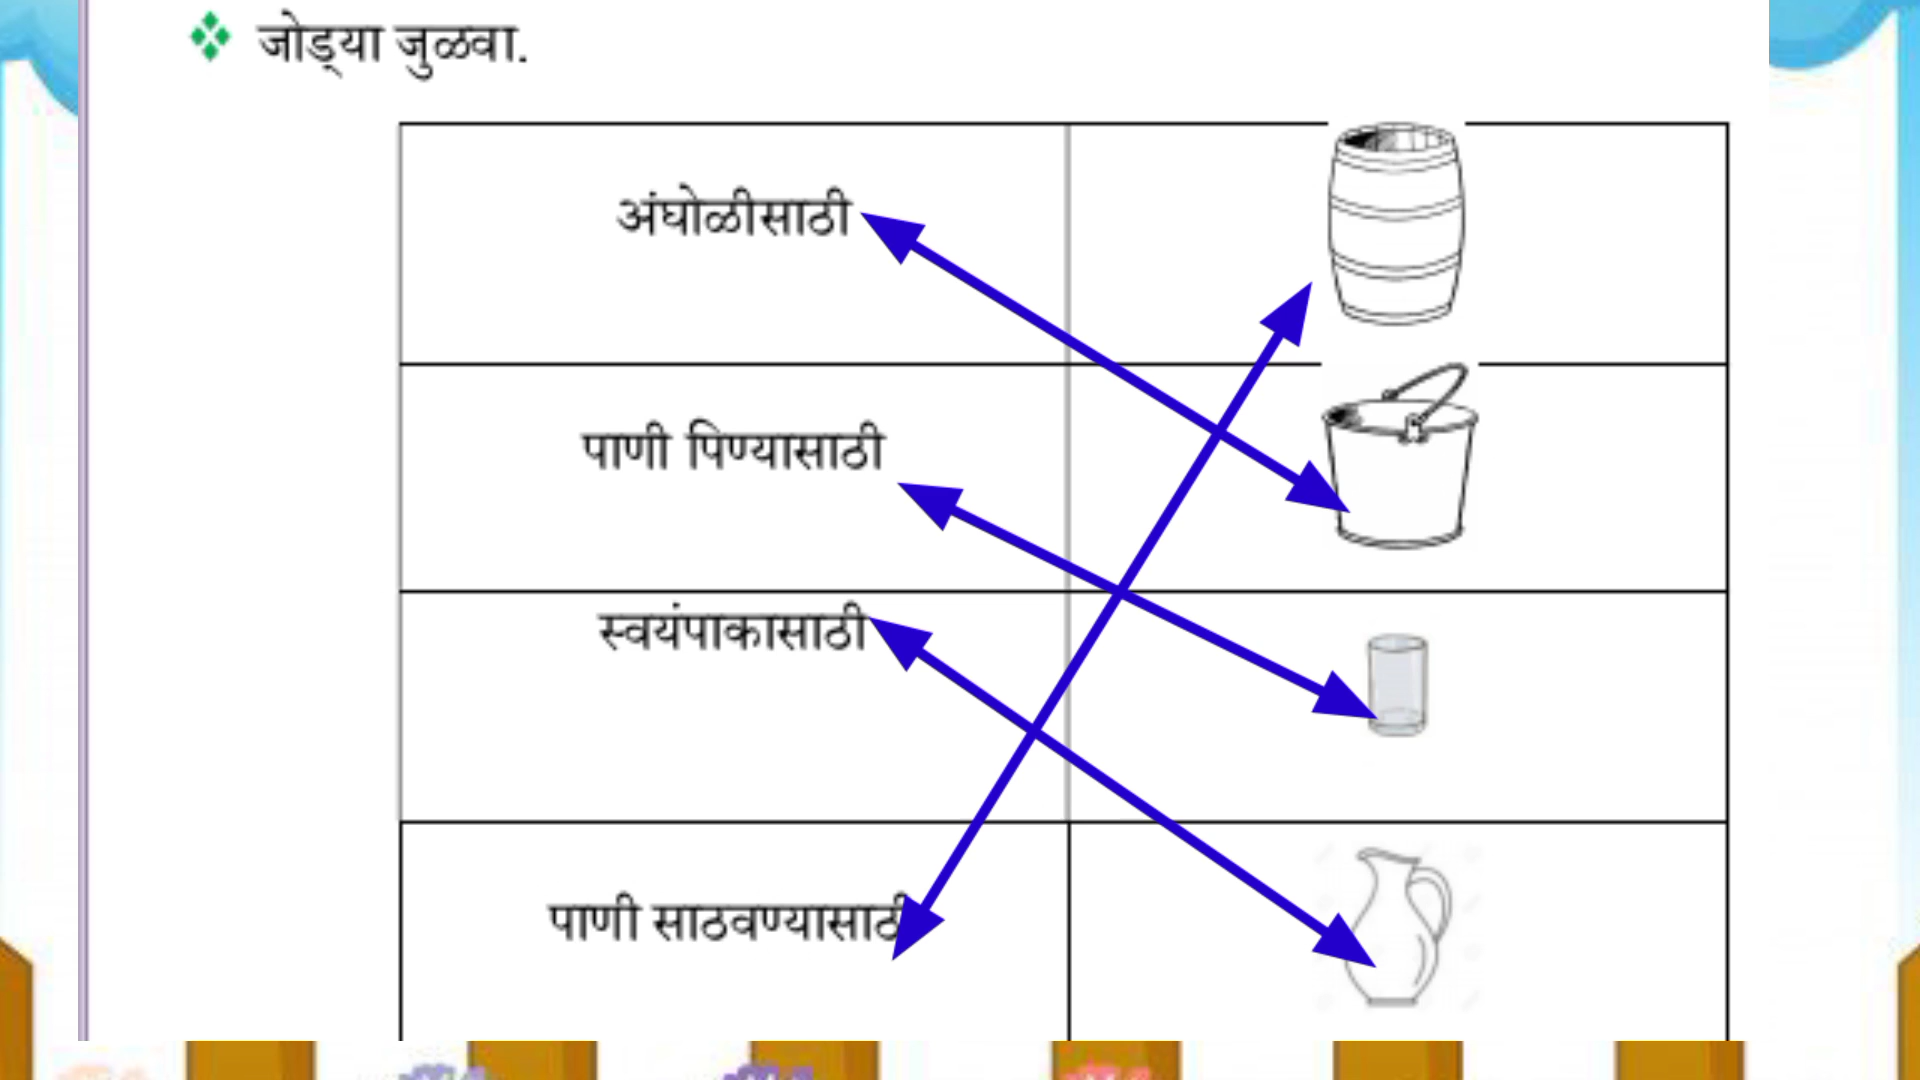 जोड्या जुळवा.
अंघोळीसाठी
पाणी पिण्यासाठी
स्वयंपाकासाठी
पाणी साठवण्यासाठी